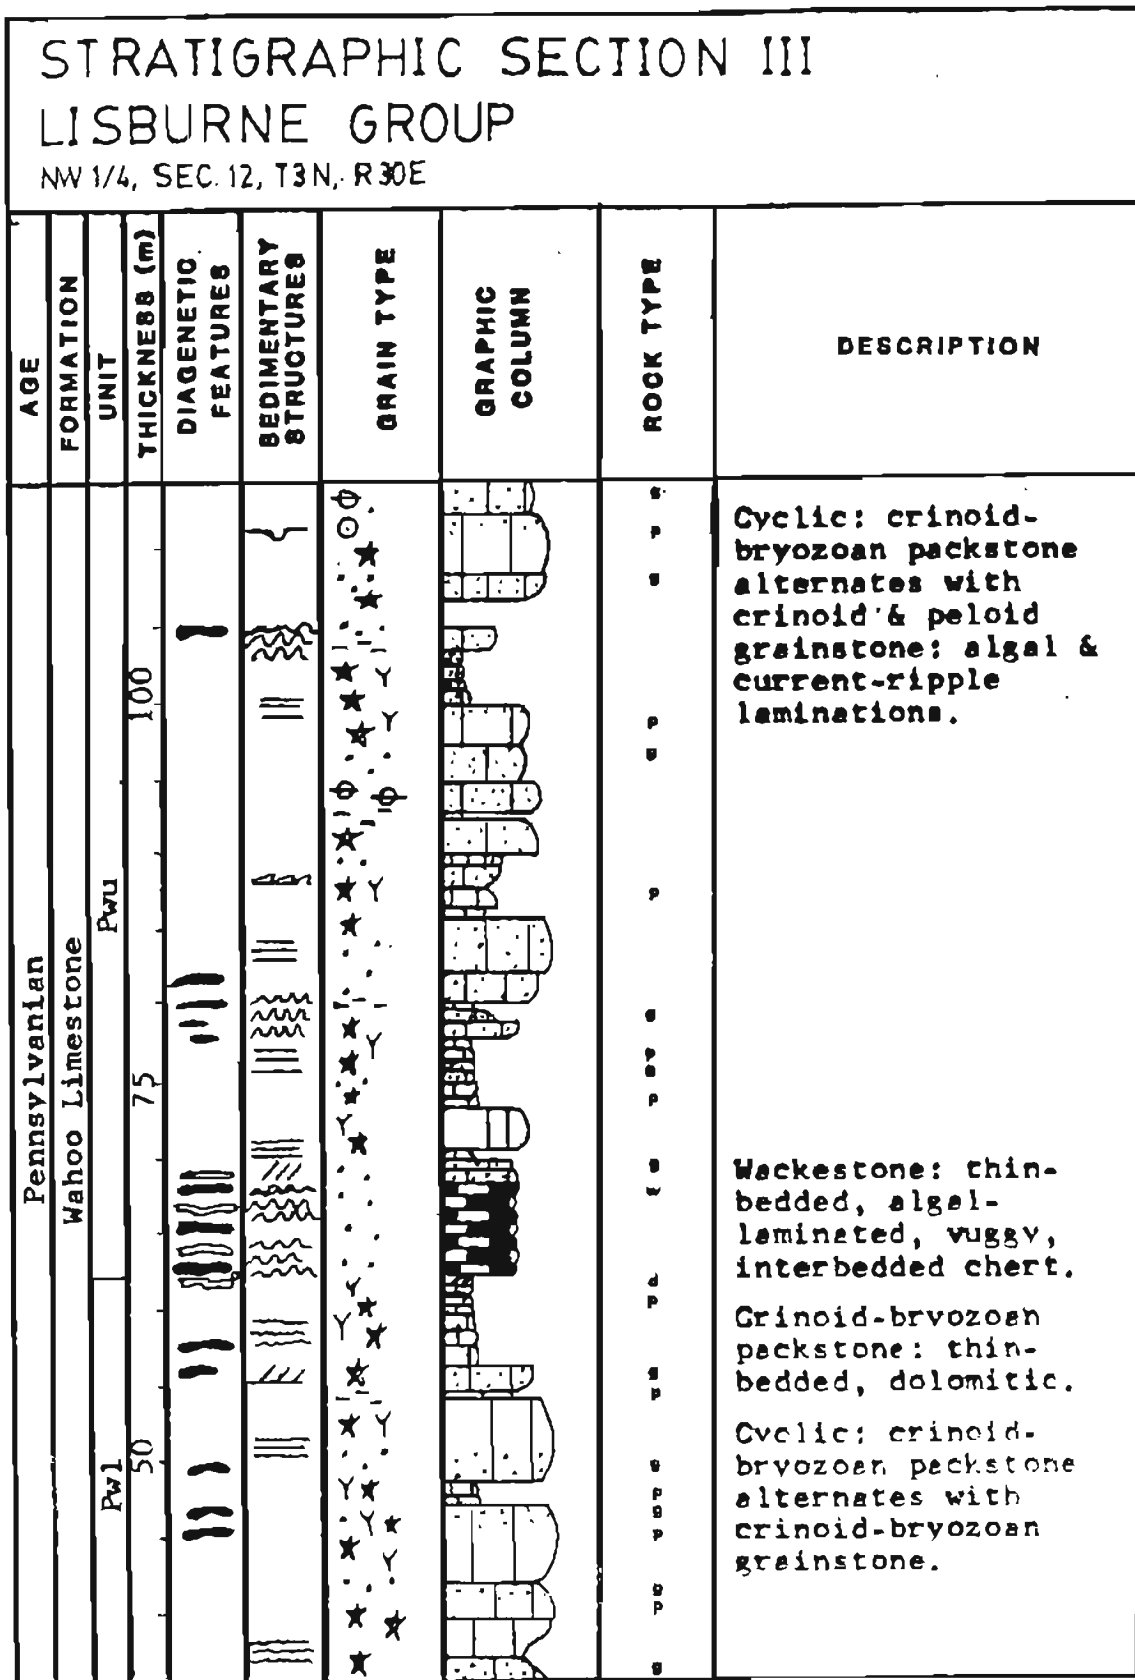 STRATIGRAPHIC SECTION III
LISBURNE GROUP
NW 1/4, SEC. 12, T3N, R30E
AGE
FORMATION
UNIT
THICKNESS (m)
DIAGENETIC
FEATURES
SEDIMENTARY
STRUCTURES
GRAIN TYPE
GRAPHIC
COLUMN
ROCK TYPE
DESCRIPTION
Pennsylvanian
Wahoo Limestone
Pwu
Pwl
100
75
50
g
p
g
p
g
p
g
p
p
g
w
d
p
g
p
g
p
g
p
g
p
g
Cyclic: crinoid-
bryozoan packstone
alternates with
crinoid & peloid
grainstone: algal &
current-ripple
laminations.
Wackestone: thin-
bedded, algal-
laminated, vuggy,
interbedded chert.
Crinoid-bryozoan
packstone: thin-
bedded, dolomitic.
Cyclic: crinoid-
bryozoan packstone
alternates with
crinoid-bryozoan
grainstone.